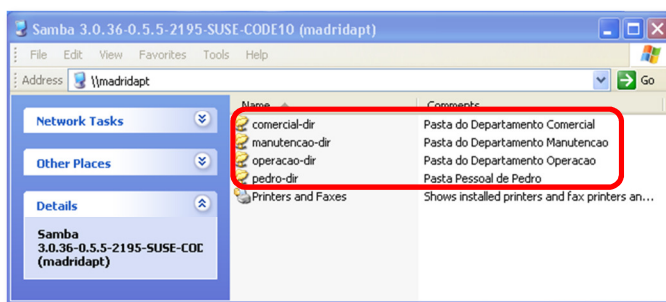 Samba 3.0.36-0.5.5-2195-SUSE-CODE10 (madridapt)
File Edit View Favorites Tools Help
Address \\madridapt Go
Name Comments
Network Tasks
comercial-dir Pasta do Departamento Comercial
manutencao-dir Pasta do Departamento Manutencao
Other Places
operacao-dir Pasta do Departamento Operacao
pedro-dir Pasta Pessoal de Pedro
Printers and Faxes Shows installed printers and fax printers an...
Details
Samba
3.0.36-0.5.5-2195-SUSE-COD
(madridapt)